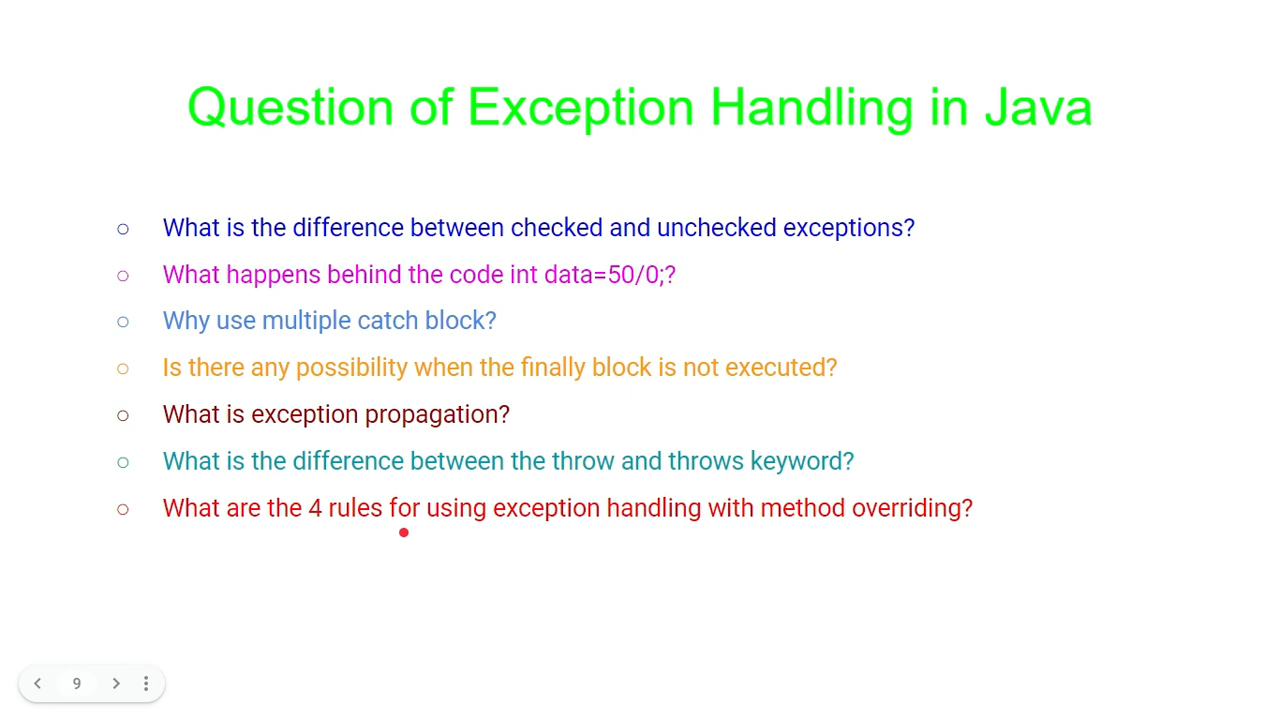 Question of Exception Handling in Java
What is the difference between checked and unchecked exceptions?
What happens behind the code int data=50/0;?
Why use multiple catch block?
Is there any possibility when the finally block is not executed?
What is exception propagation?
What is the difference between the throw and throws keyword?
What are the 4 rules for using exception handling with method overriding?
9